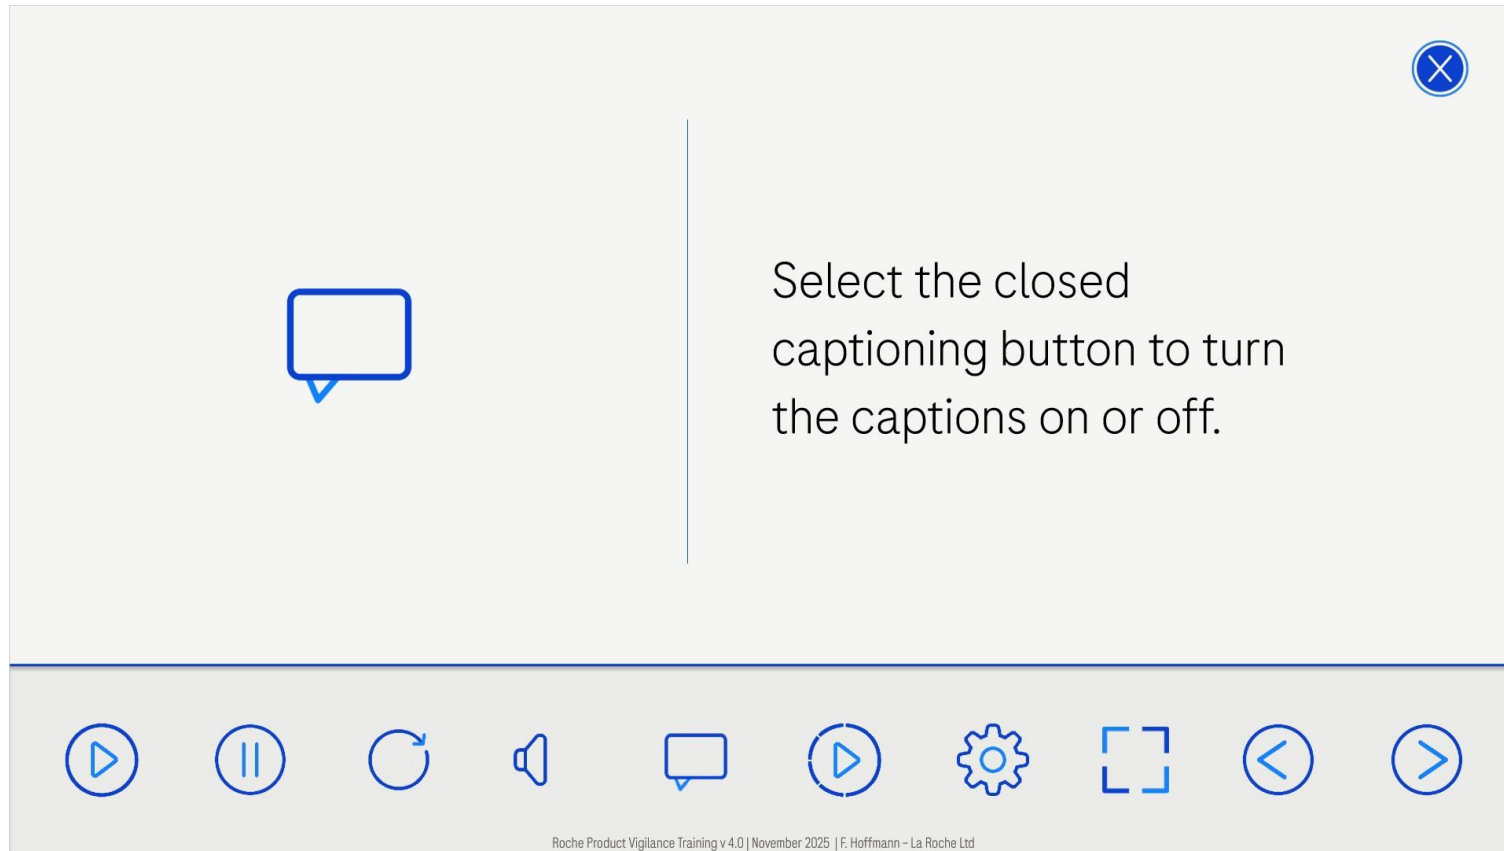 Select the closed
captioning button to turn
the captions on or off.
Roche Product Vigilance Training v 4.0 | November 2025 | F. Hoffmann – La Roche Ltd